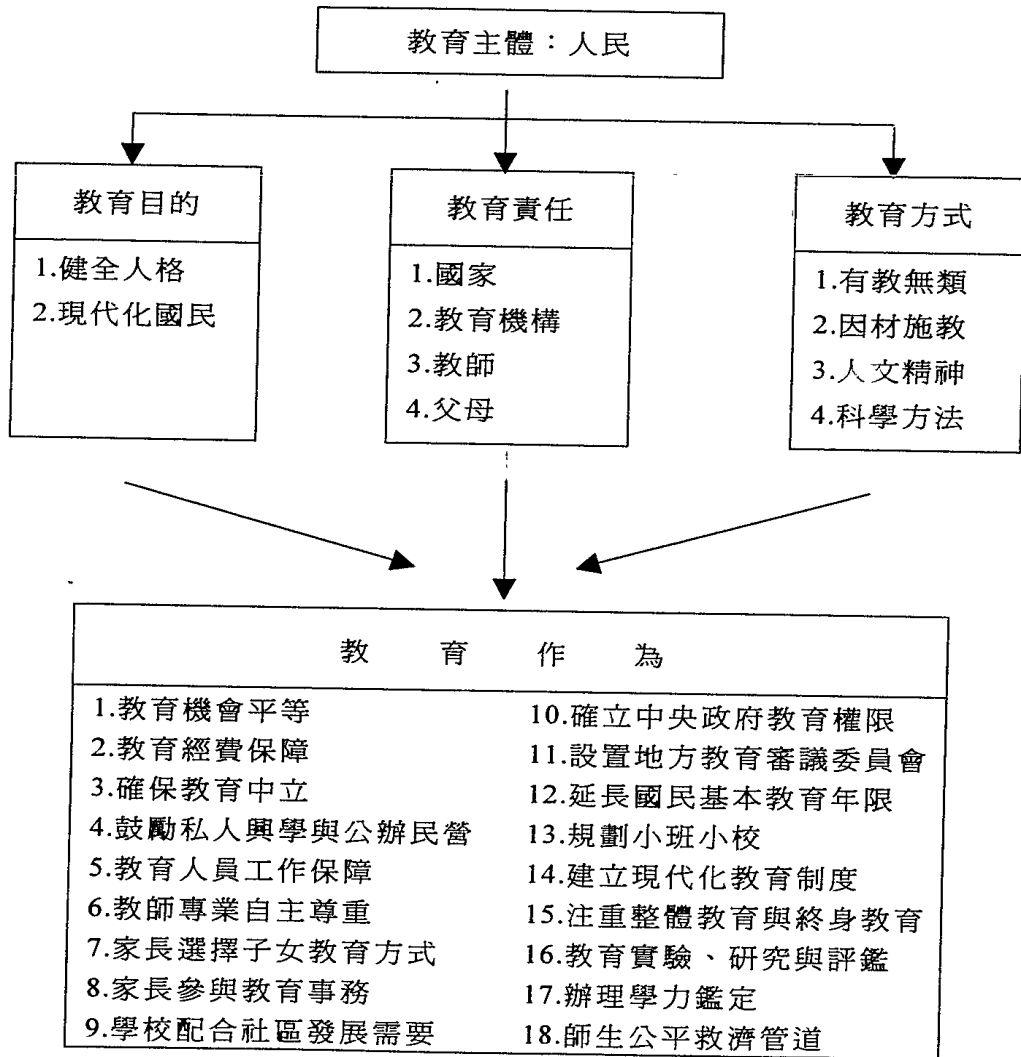 教育主體：人民
教育目的
1.健全人格
2.現代化國民
教育責任
1.國家
2.教育機構
3.教師
4.父母
教育方式
1.有教無類
2.因材施教
3.人文精神
4.科學方法
教育作為
1.教育機會平等
2.教育經費保障
3.確保教育中立
4.鼓勵私人興學與公辦民營
5.教育人員工作保障
6.教師專業自主尊重
7.家長選擇子女教育方式
8.家長參與教育事務
9.學校配合社區發展需要
10.確立中央政府教育權限
11.設置地方教育審議委員會
12.延長國民基本教育年限
13.規劃小班小校
14.建立現代化教育制度
15.注重整體教育與終身教育
16.教育實驗、研究與評鑑
17.辦理學力鑑定
18.師生公平救濟管道